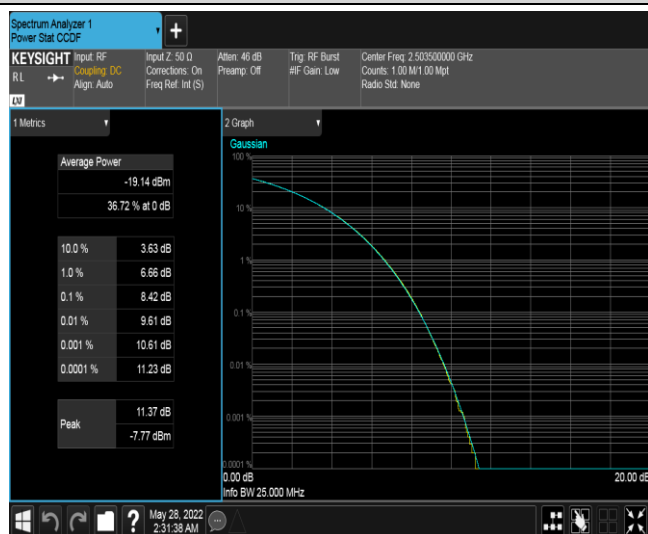 Spectrum Analyzer 1
Power Stat CCDF
+
KEYSIGHT
RL
LXI
Input: RF
Coupling: DC
Align: Auto
Input Z: 50 Ω
Corrections: On
Freq Ref: Int (S)
Atten: 46 dB
Preamp: Off
Trig: RF Burst
#IF Gain: Low
Center Freq: 2.503500000 GHz
Counts: 1.00 M/1.00 Mpt
Radio Std: None
1 Metrics
Average Power
-19.14 dBm
36.72 % at 0 dB
10.0 % 3.63 dB
1.0 % 6.66 dB
0.1 % 8.42 dB
0.01 % 9.61 dB
0.001 % 10.61 dB
0.0001 % 11.23 dB
Peak
11.37 dB
-7.77 dBm
2 Graph
Gaussian
100 %
10 %
1 %
0.1 %
0.01 %
0.001 %
0.0001 %
0.00 dB
20.00 dB
Info BW 25.000 MHz
?
May 28, 2022
2:31:38 AM